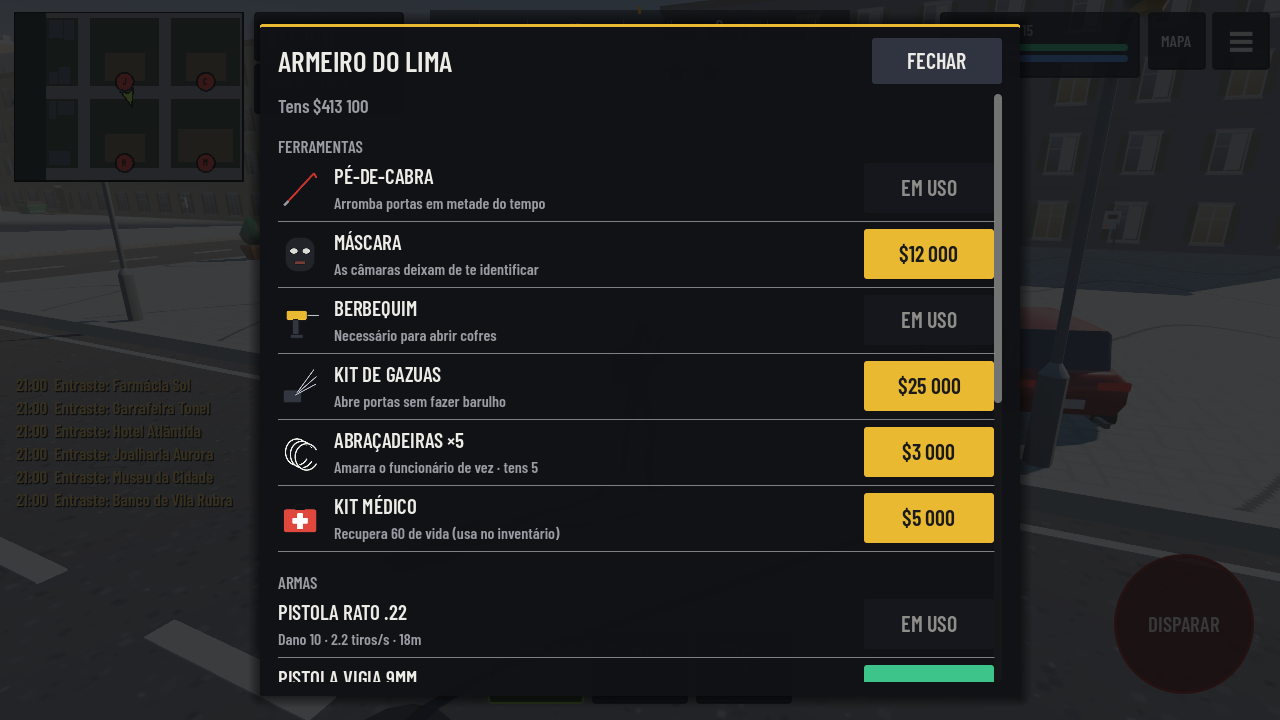 ARMEIRO DO LIMA
FECHAR
Tens $413 100
FERRAMENTAS
PÉ-DE-CABRA
Arromba portas em metade do tempo
EM USO
MÁSCARA
As câmaras deixam de te identificar
$12 000
BERBEQUIM
Necessário para abrir cofres
EM USO
KIT DE GAZUAS
Abre portas sem fazer barulho
$25 000
ABRAÇADEIRAS ×5
Amarra o funcionário de vez · tens 5
$3 000
KIT MÉDICO
Recupera 60 de vida (usa no inventário)
$5 000
ARMAS
PISTOLA RATO .22
Dano 10 · 2.2 tiros/s · 18m
EM USO
PISTOLA VIGIA 9MM
MAPA
15
21:00 Entraste: Farmácia Sol
21:00 Entraste: Garrafeira Tonel
21:00 Entraste: Hotel Atlântida
21:00 Entraste: Joalharia Aurora
21:00 Entraste: Museu da Cidade
21:00 Entraste: Banco de Vila Rubra
DISPARAR